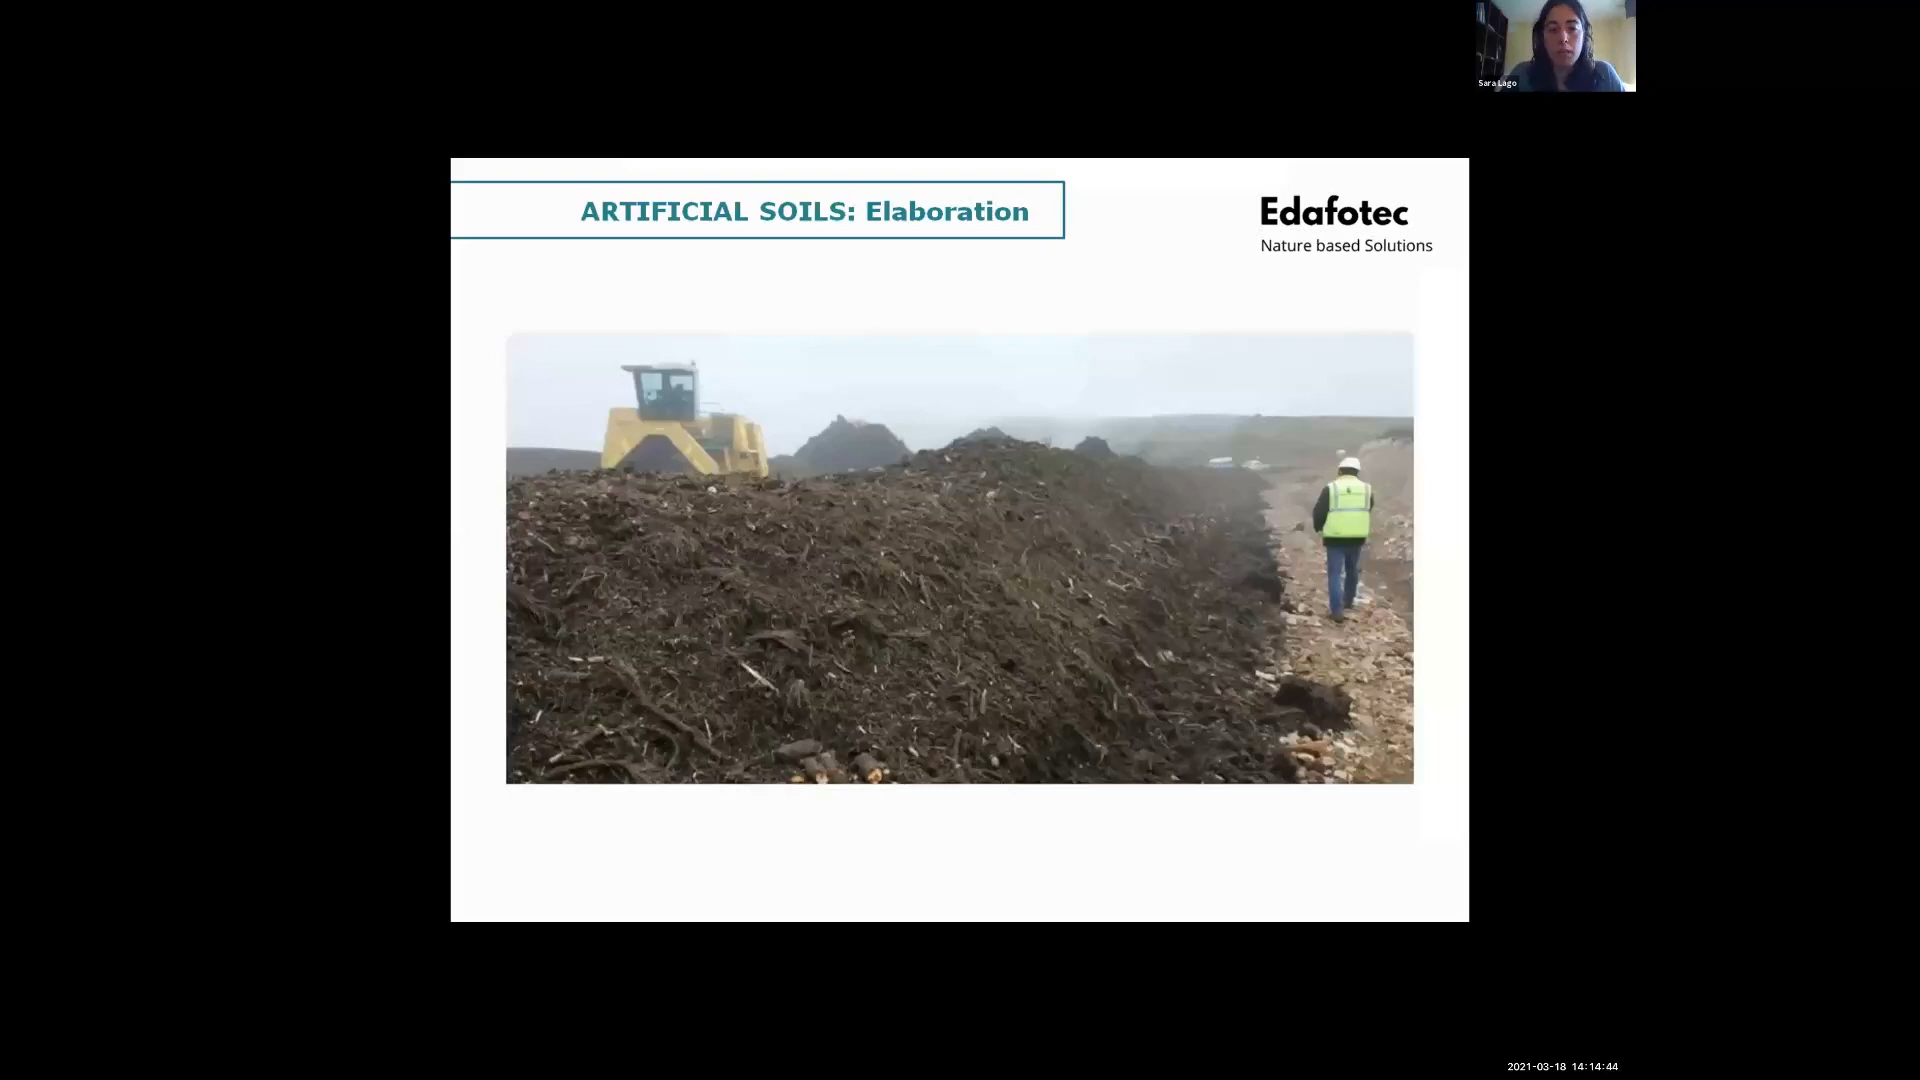 Sara Lago
ARTIFICIAL SOILS: Elaboration
Edafotec
Nature based Solutions
2021-03-18 14:14:44